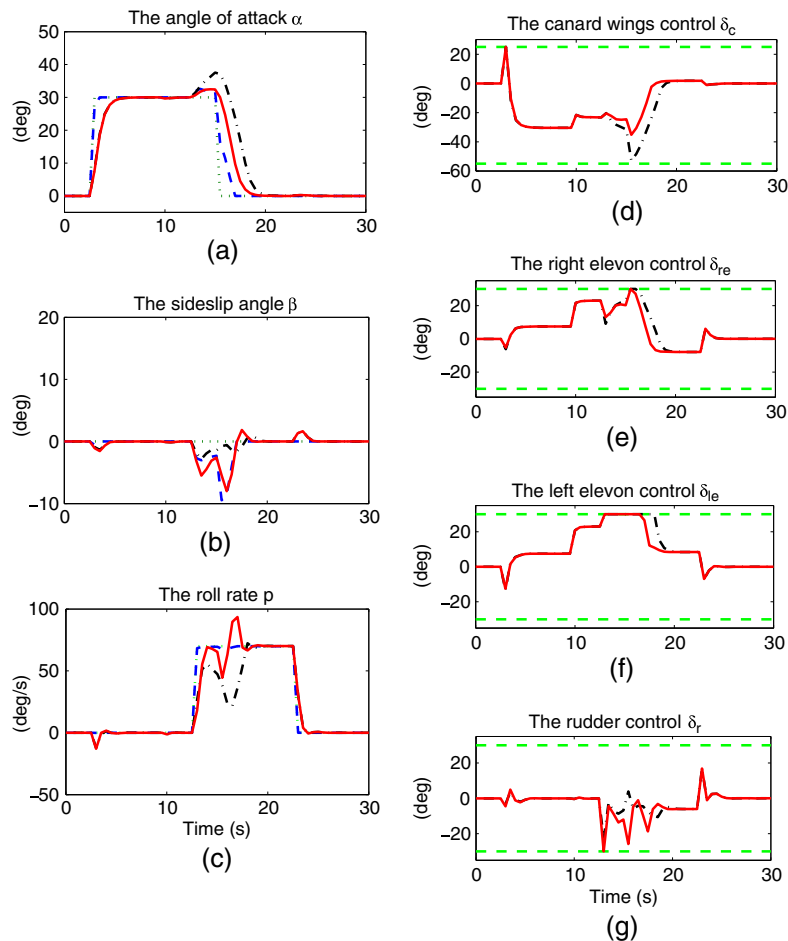 The angle of attack α
50
40
30
20
10
0
(deg)
0 10 20 30
(a)
The sideslip angle β
20
10
0
−10
(deg)
0 10 20 30
(b)
The roll rate p
100
50
0
−50
(deg/s)
0 10 20 30
Time (s)
(c)
The canard wings control δc
20
0
−20
−40
−60
(deg)
0 10 20 30
(d)
The right elevon control δre
20
0
−20
(deg)
0 10 20 30
(e)
The left elevon control δle
20
0
−20
(deg)
0 10 20 30
(f)
The rudder control δr
20
0
−20
(deg)
0 10 20 30
Time (s)
(g)